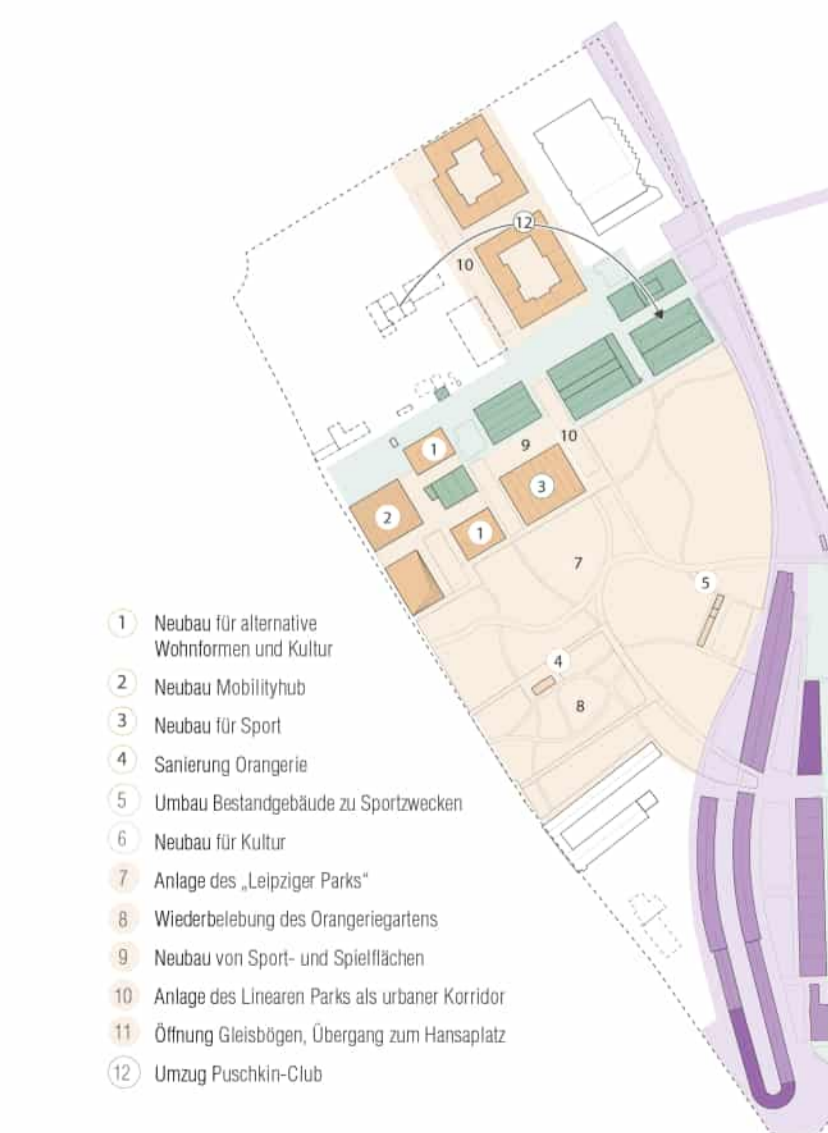 12
10
1
9
10
3
2
1
7
5
4
8
1 Neubau für alternative
Wohnformen und Kultur
2 Neubau Mobilityhub
3 Neubau für Sport
4 Sanierung Orangerie
5 Umbau Bestandgebäude zu Sportzwecken
6 Neubau für Kultur
7 Anlage des „Leipziger Parks“
8 Wiederbelebung des Orangeriegartens
9 Neubau von Sport- und Spielflächen
10 Anlage des Linearen Parks als urbaner Korridor
11 Öffnung Gleisbögen, Übergang zum Hansaplatz
12 Umzug Puschkin-Club